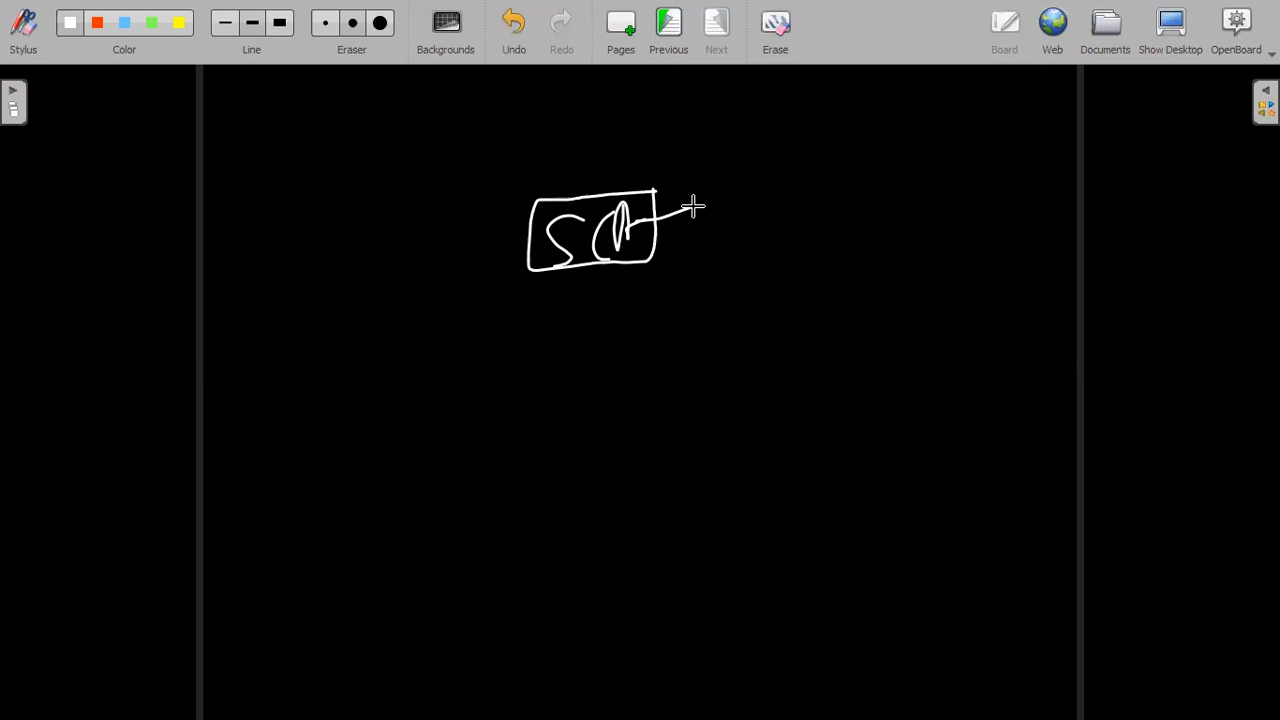 Stylus
Color
Line
Eraser
Backgrounds
Undo
Redo
Pages
Previous
Next
Erase
Board
Web
Documents
Show Desktop
OpenBoard